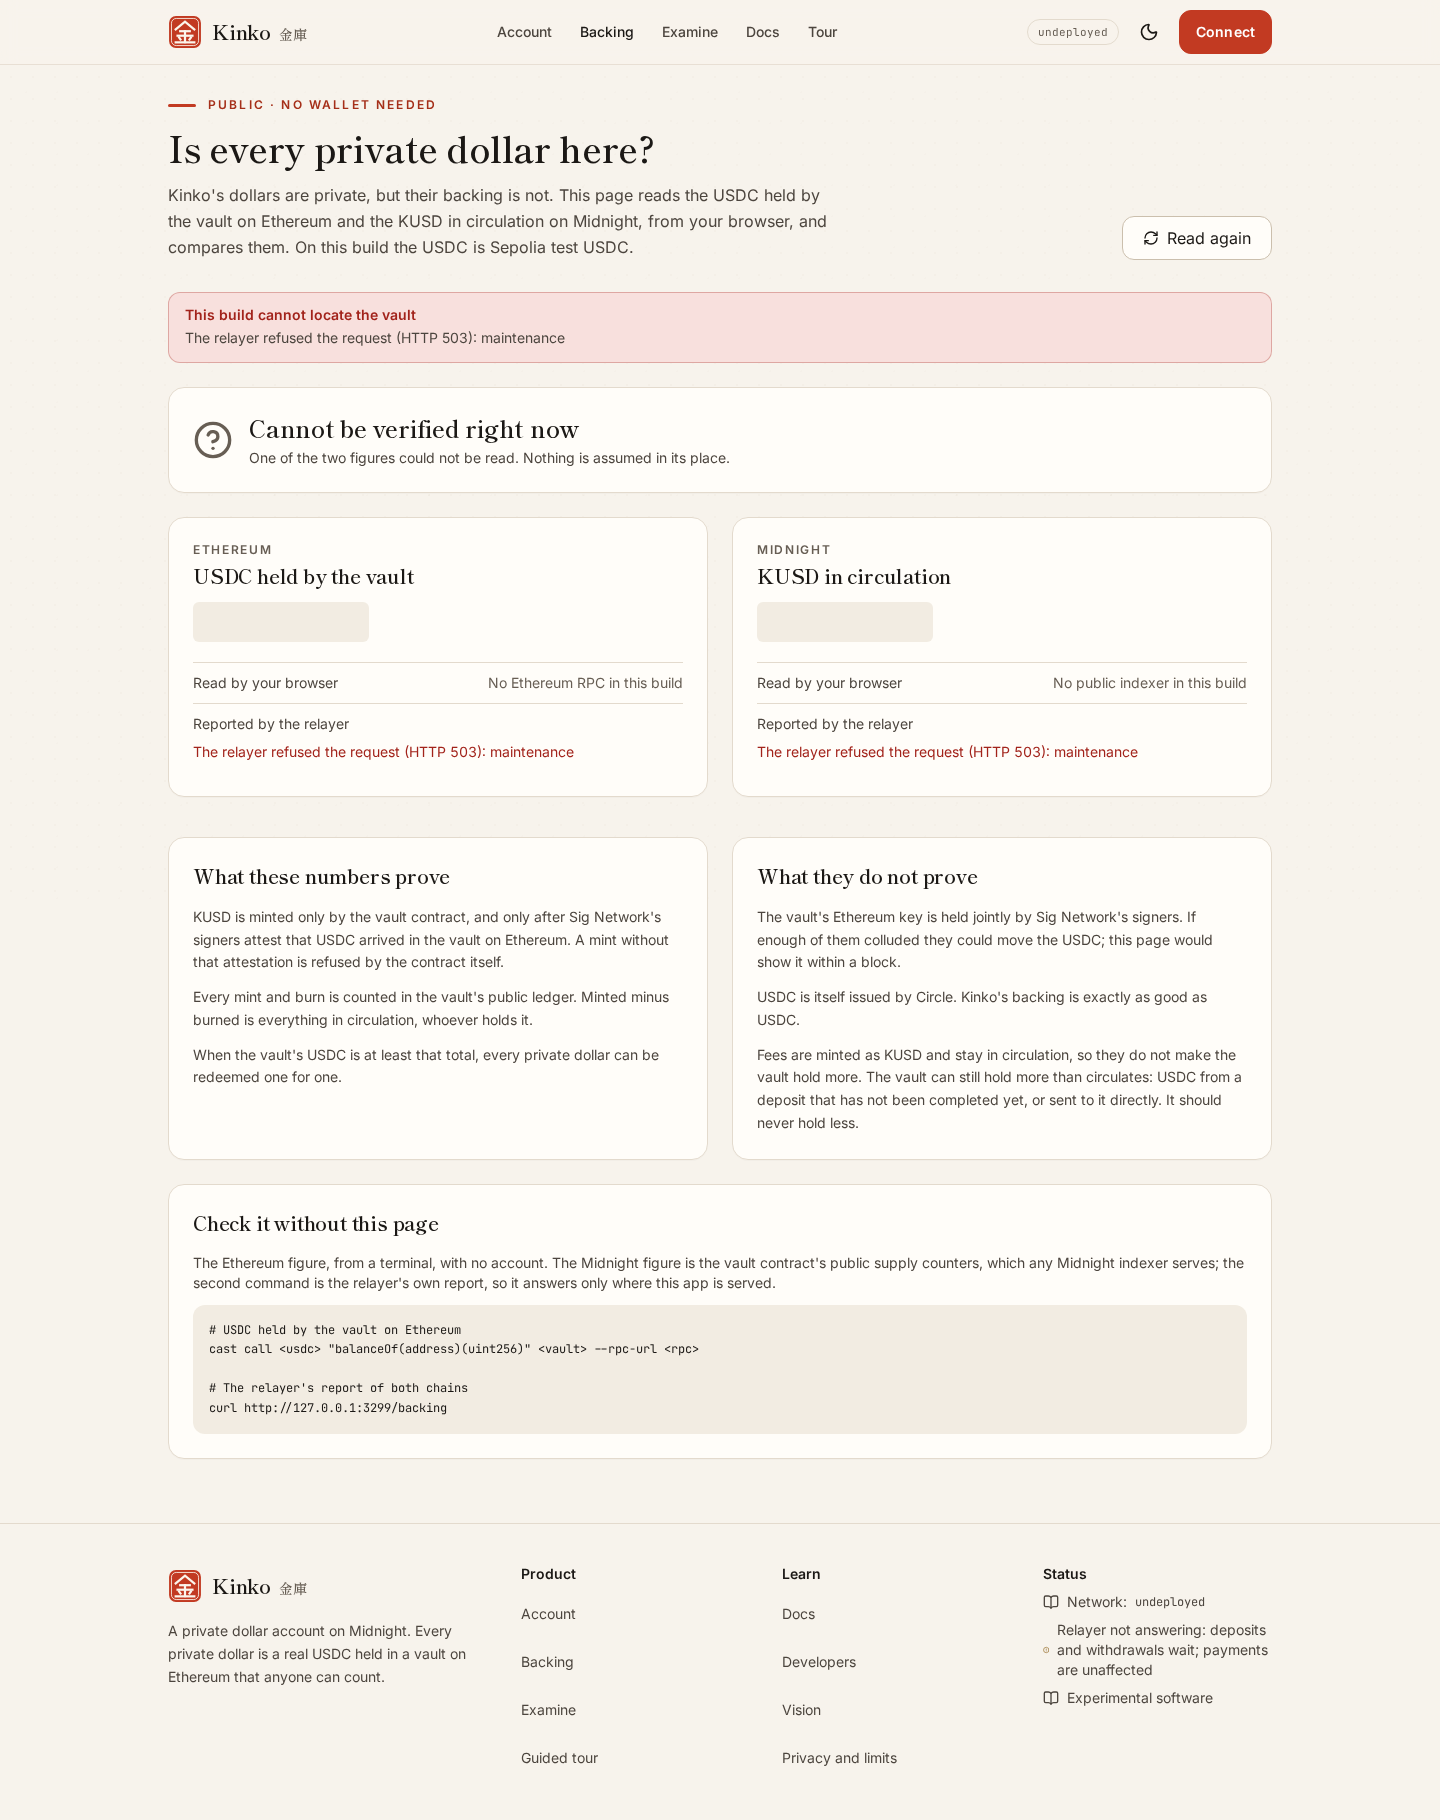 金 Kinko 金庫
Account Backing Examine Docs Tour
undeployed
Connect
PUBLIC · NO WALLET NEEDED
Is every private dollar here?
Kinko's dollars are private, but their backing is not. This page reads the USDC held by
the vault on Ethereum and the KUSD in circulation on Midnight, from your browser, and
compares them. On this build the USDC is Sepolia test USDC.
Read again
This build cannot locate the vault
The relayer refused the request (HTTP 503): maintenance
Cannot be verified right now
One of the two figures could not be read. Nothing is assumed in its place.
ETHEREUM
USDC held by the vault
Read by your browser No Ethereum RPC in this build
Reported by the relayer
The relayer refused the request (HTTP 503): maintenance
MIDNIGHT
KUSD in circulation
Read by your browser No public indexer in this build
Reported by the relayer
The relayer refused the request (HTTP 503): maintenance
What these numbers prove
KUSD is minted only by the vault contract, and only after Sig Network's
signers attest that USDC arrived in the vault on Ethereum. A mint without
that attestation is refused by the contract itself.
Every mint and burn is counted in the vault's public ledger. Minted minus
burned is everything in circulation, whoever holds it.
When the vault's USDC is at least that total, every private dollar can be
redeemed one for one.
What they do not prove
The vault's Ethereum key is held jointly by Sig Network's signers. If
enough of them colluded they could move the USDC; this page would
show it within a block.
USDC is itself issued by Circle. Kinko's backing is exactly as good as
USDC.
Fees are minted as KUSD and stay in circulation, so they do not make the
vault hold more. The vault can still hold more than circulates: USDC from a
deposit that has not been completed yet, or sent to it directly. It should
never hold less.
Check it without this page
The Ethereum figure, from a terminal, with no account. The Midnight figure is the vault contract's public supply counters, which any Midnight indexer serves; the
second command is the relayer's own report, so it answers only where this app is served.
# USDC held by the vault on Ethereum
cast call <usdc> "balanceOf(address)(uint256)" <vault> --rpc-url <rpc>
# The relayer's report of both chains
curl http://127.0.0.1:3299/backing
金 Kinko 金庫
A private dollar account on Midnight. Every
private dollar is a real USDC held in a vault on
Ethereum that anyone can count.
Product
Account
Backing
Examine
Guided tour
Learn
Docs
Developers
Vision
Privacy and limits
Status
Network: undeployed
Relayer not answering: deposits
and withdrawals wait; payments
are unaffected
Experimental software